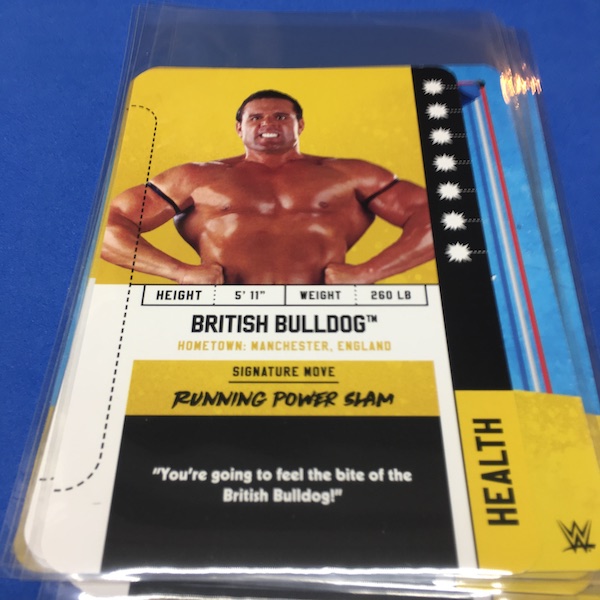 HEIGHT 5' 11" WEIGHT 260 LB
BRITISH BULLDOG™
HOMETOWN: MANCHESTER, ENGLAND
SIGNATURE MOVE
RUNNING POWER SLAM
"You're going to feel the bite of the
British Bulldog!"
HEALTH
W